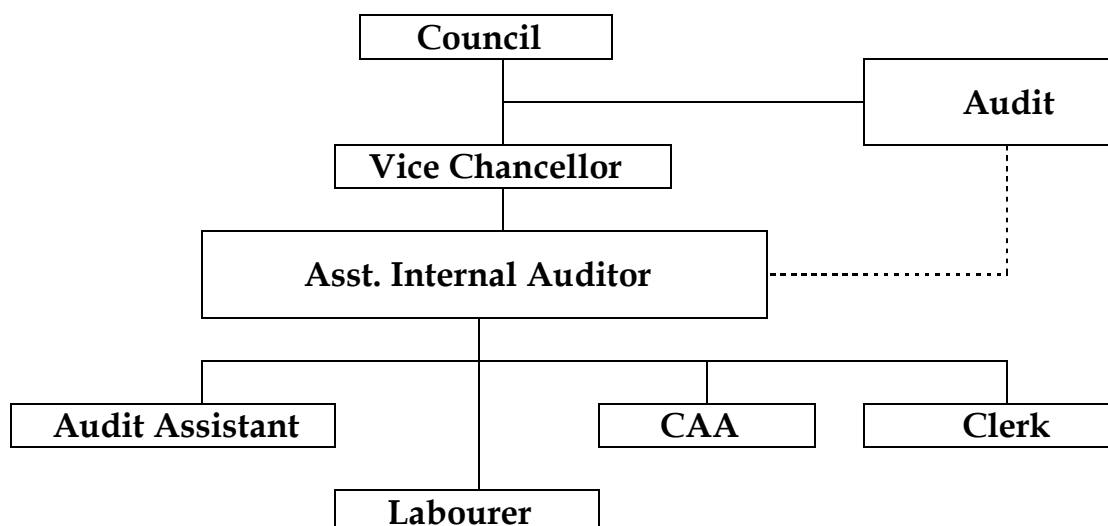 Council
Audit
Vice Chancellor
Asst. Internal Auditor
Audit Assistant
CAA
Clerk
Labourer